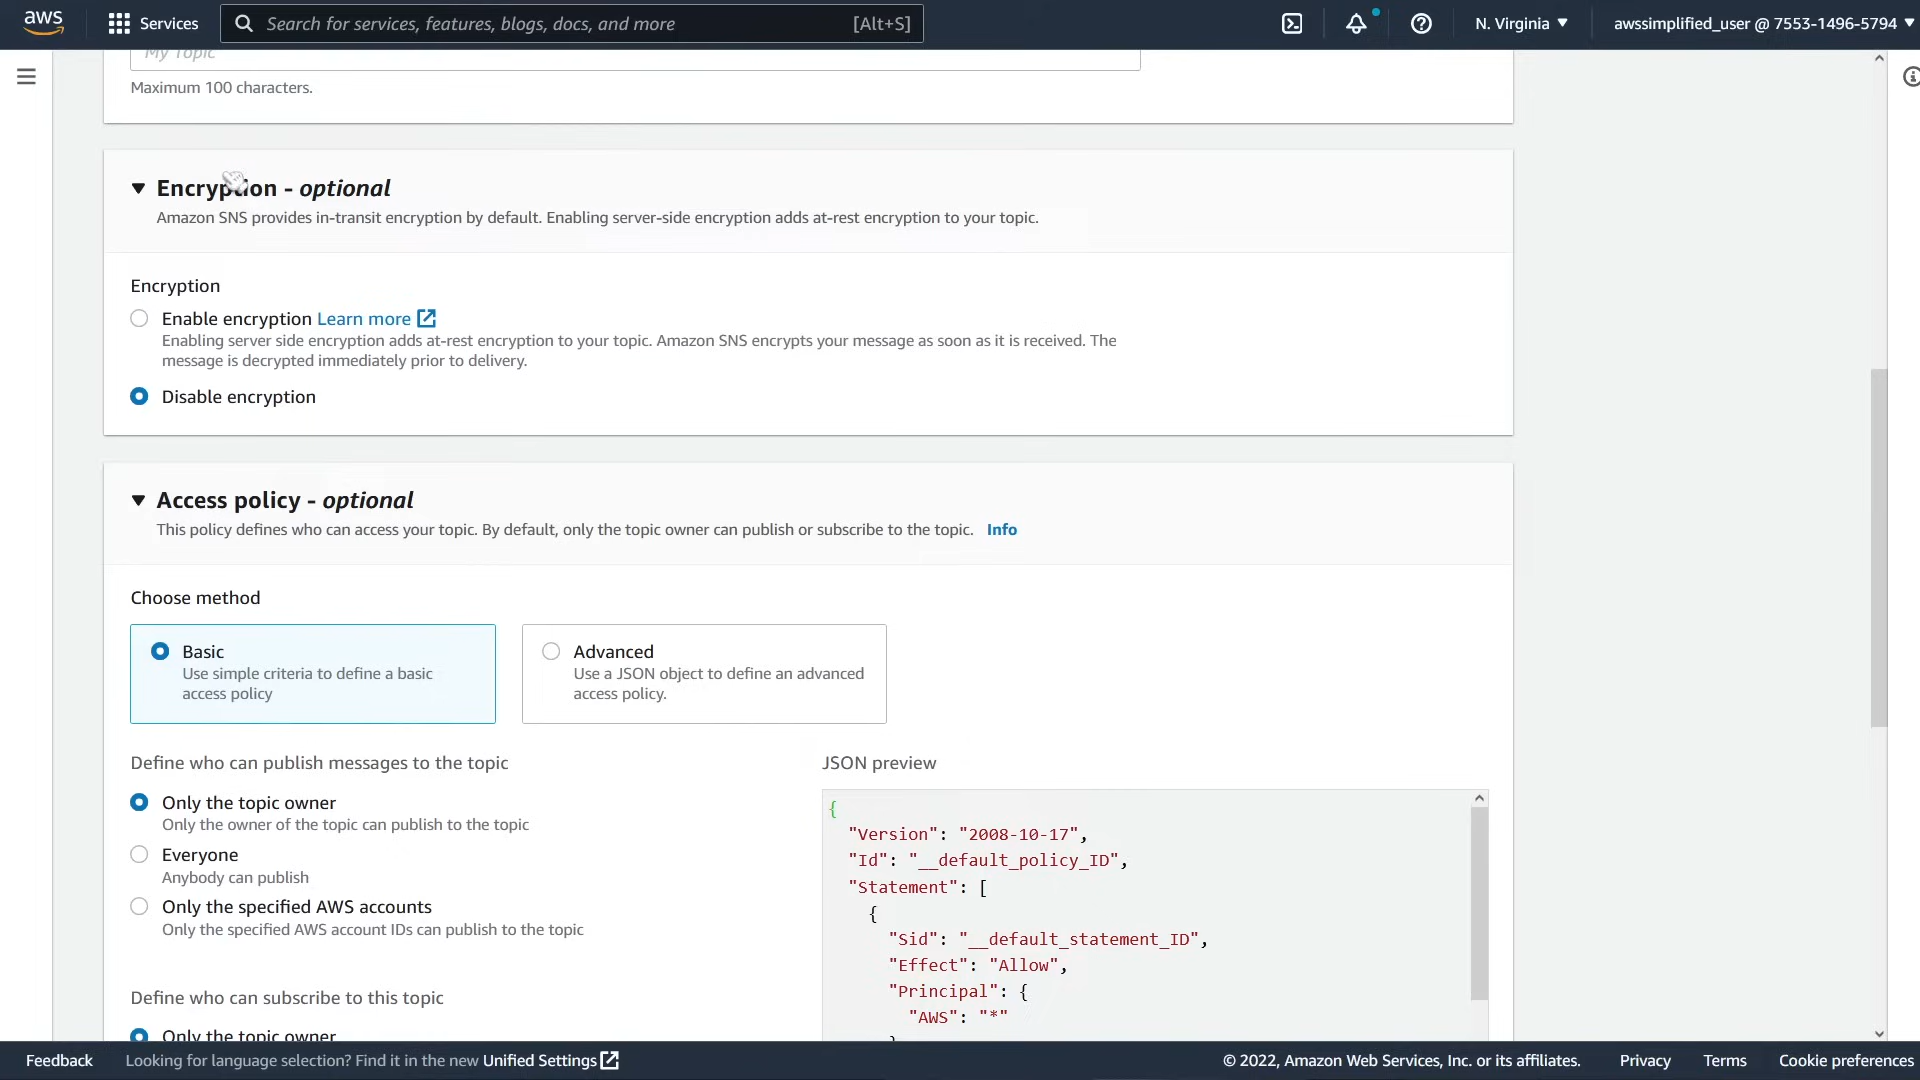 aws
Services
Search for services, features, blogs, docs, and more
[Alt+S]
N. Virginia
awssimplified_user @ 7553-1496-5794
My Topic
Maximum 100 characters.
Encryption - optional
Amazon SNS provides in-transit encryption by default. Enabling server-side encryption adds at-rest encryption to your topic.
Encryption
Enable encryption Learn more
Enabling server side encryption adds at-rest encryption to your topic. Amazon SNS encrypts your message as soon as it is received. The
message is decrypted immediately prior to delivery.
Disable encryption
Access policy - optional
This policy defines who can access your topic. By default, only the topic owner can publish or subscribe to the topic. Info
Choose method
Basic
Use simple criteria to define a basic
access policy
Advanced
Use a JSON object to define an advanced
access policy.
Define who can publish messages to the topic
Only the topic owner
Only the owner of the topic can publish to the topic
Everyone
Anybody can publish
Only the specified AWS accounts
Only the specified AWS account IDs can publish to the topic
Define who can subscribe to this topic
Only the topic owner
JSON preview
{
"Version": "2008-10-17",
"Id": "__default_policy_ID",
"Statement": [
{
"Sid": "__default_statement_ID",
"Effect": "Allow",
"Principal": {
"AWS": "*"
}
Feedback
Looking for language selection? Find it in the new Unified Settings
© 2022, Amazon Web Services, Inc. or its affiliates.
Privacy
Terms
Cookie preferences